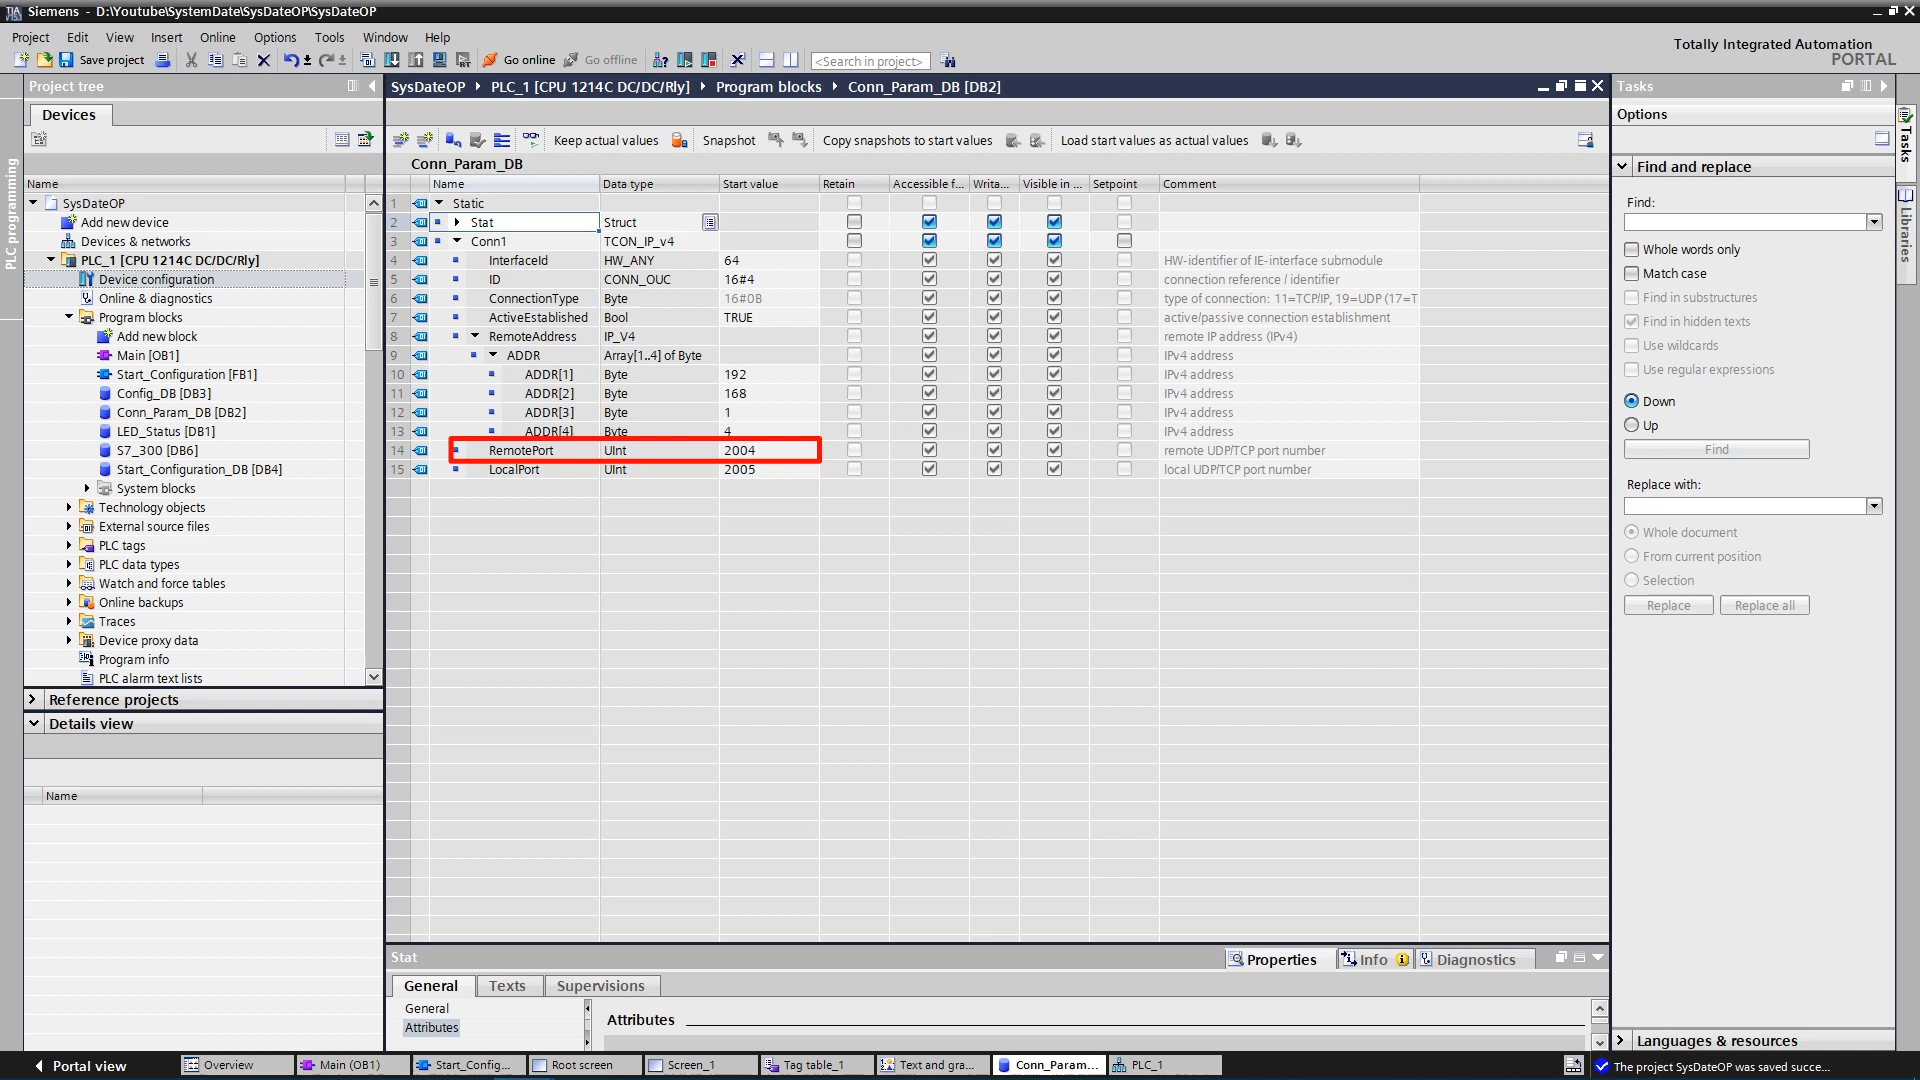 Siemens - D:\Youtube\SystemDate\SysDateOP\SysDateOP
Project Edit View Insert Online Options Tools Window Help
Totally Integrated Automation
PORTAL
Save project
Go online
Go offline
<Search in project>
Project tree
Devices
PLC programming
Name
SysDateOP
Add new device
Devices & networks
PLC_1 [CPU 1214C DC/DC/Rly]
Device configuration
Online & diagnostics
Program blocks
Add new block
Main [OB1]
Start_Configuration [FB1]
Config_DB [DB3]
Conn_Param_DB [DB2]
LED_Status [DB1]
S7_300 [DB6]
Start_Configuration_DB [DB4]
System blocks
Technology objects
External source files
PLC tags
PLC data types
Watch and force tables
Online backups
Traces
Device proxy data
Program info
PLC alarm text lists
Reference projects
Details view
Name
SysDateOP PLC_1 [CPU 1214C DC/DC/Rly] Program blocks Conn_Param_DB [DB2]
Keep actual values Snapshot Copy snapshots to start values Load start values as actual values
Conn_Param_DB
Name Data type Start value Retain Accessible f... Writa... Visible in ... Setpoint Comment
1 Static
2 Stat Struct
3 Conn1 TCON_IP_v4
4 InterfaceId HW_ANY 64 HW-identifier of IE-interface submodule
5 ID CONN_OUC 16#4 connection reference / identifier
6 ConnectionType Byte 16#0B type of connection: 11=TCP/IP, 19=UDP (17=T
7 ActiveEstablished Bool TRUE active/passive connection establishment
8 RemoteAddress IP_V4 remote IP address (IPv4)
9 ADDR Array[1..4] of Byte IPv4 address
10 ADDR[1] Byte 192 IPv4 address
11 ADDR[2] Byte 168 IPv4 address
12 ADDR[3] Byte 1 IPv4 address
13 ADDR[4] Byte 4 IPv4 address
14 RemotePort UInt 2004 remote UDP/TCP port number
15 LocalPort UInt 2005 local UDP/TCP port number
Stat
Properties Info Diagnostics
General Texts Supervisions
General
Attributes
Attributes
Tasks
Options
Find and replace
Find:
Whole words only
Match case
Find in substructures
Find in hidden texts
Use wildcards
Use regular expressions
Down
Up
Find
Replace with:
Whole document
From current position
Selection
Replace Replace all
Languages & resources
Tasks
Libraries
Portal view Overview Main (OB1) Start_Config... Root screen Screen_1 Tag table_1 Text and gra... Conn_Param... PLC_1 The project SysDateOP was saved succe...